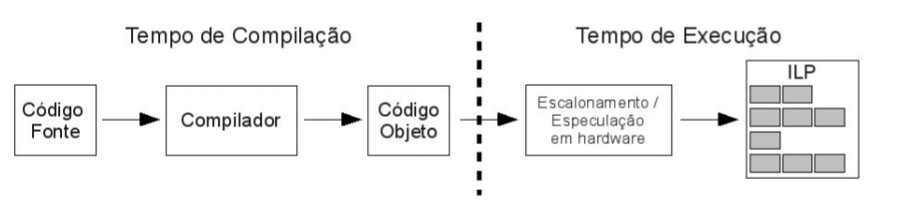 Tempo de Compilação
Tempo de Execução
Código
Fonte
Compilador
Código
Objeto
Escalonamento /
Especulação
em hardware
ILP